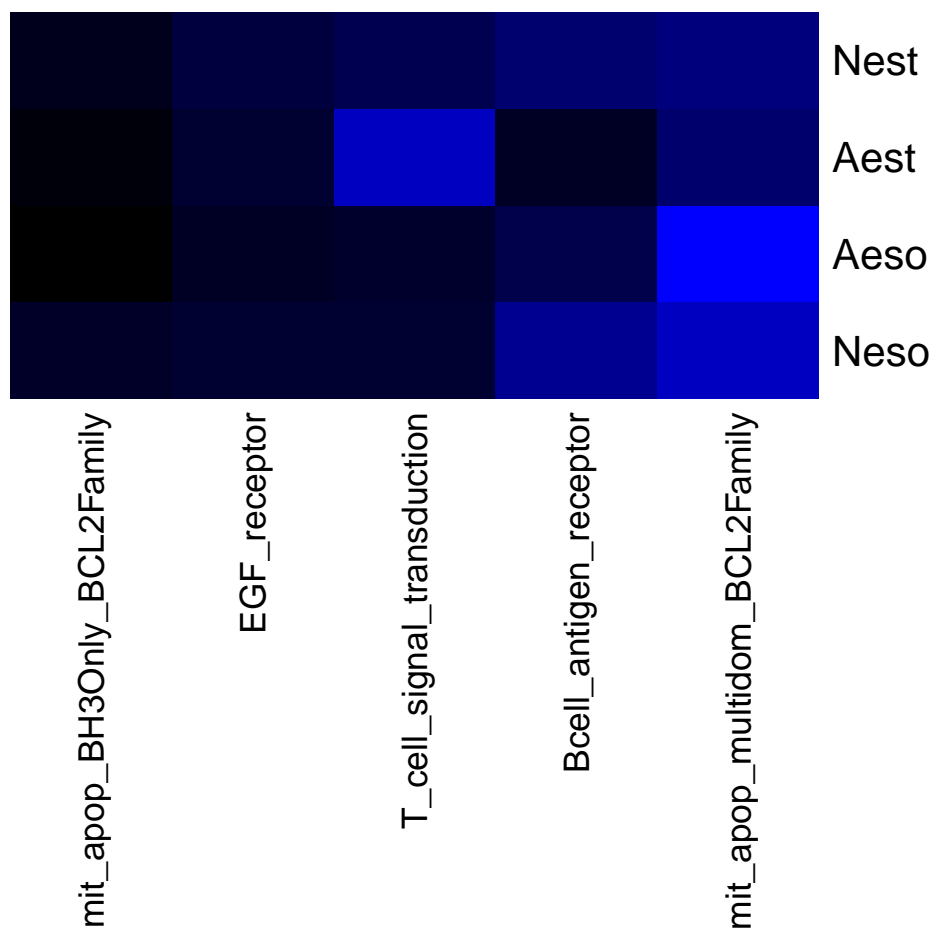 Nest
Aest
Aeso
Neso
mit_apop_BH3Only_BCL2Family
EGF_receptor
T_cell_signal_transduction
Bcell_antigen_receptor
mit_apop_multidom_BCL2Family